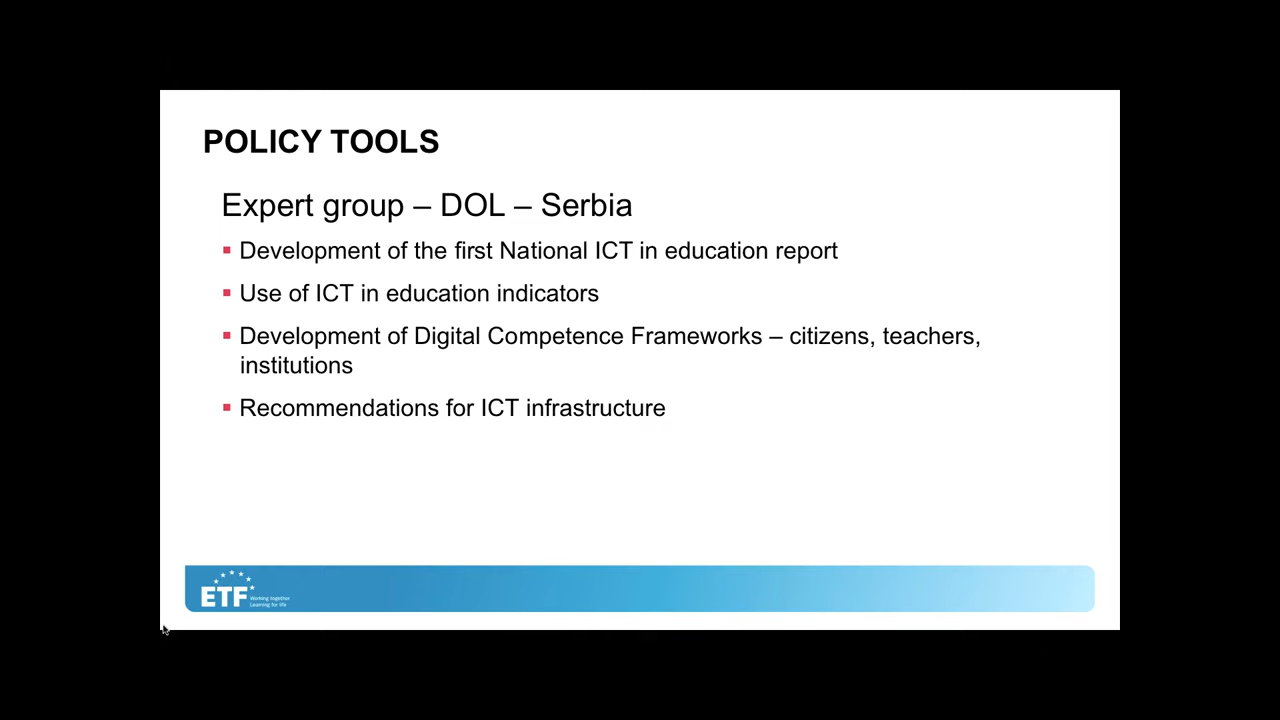 POLICY TOOLS
Expert group – DOL – Serbia
▪ Development of the first National ICT in education report
▪ Use of ICT in education indicators
▪ Development of Digital Competence Frameworks – citizens, teachers,
institutions
▪ Recommendations for ICT infrastructure
ETF
Working together
Learning for life